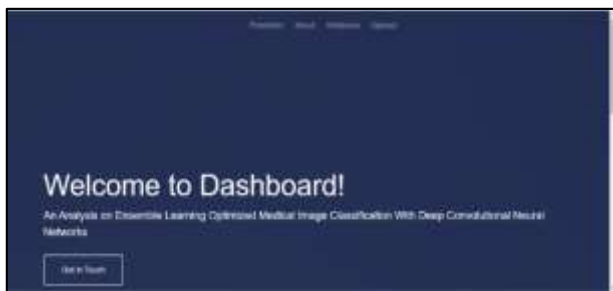 About
Welcome to Dashboard!
An Analysis on Ensemble Learning Optimized Medical Image Classification With Deep Convolutional Neural
Networks
Get in Touch